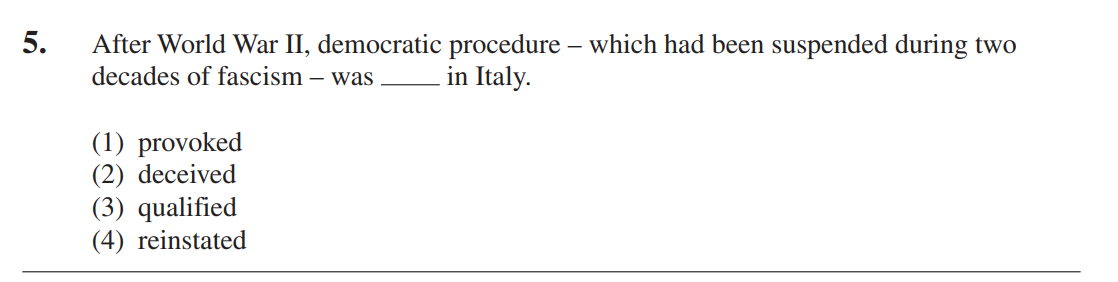 5. After World War II, democratic procedure – which had been suspended during two
decades of fascism – was ____ in Italy.
(1) provoked
(2) deceived
(3) qualified
(4) reinstated